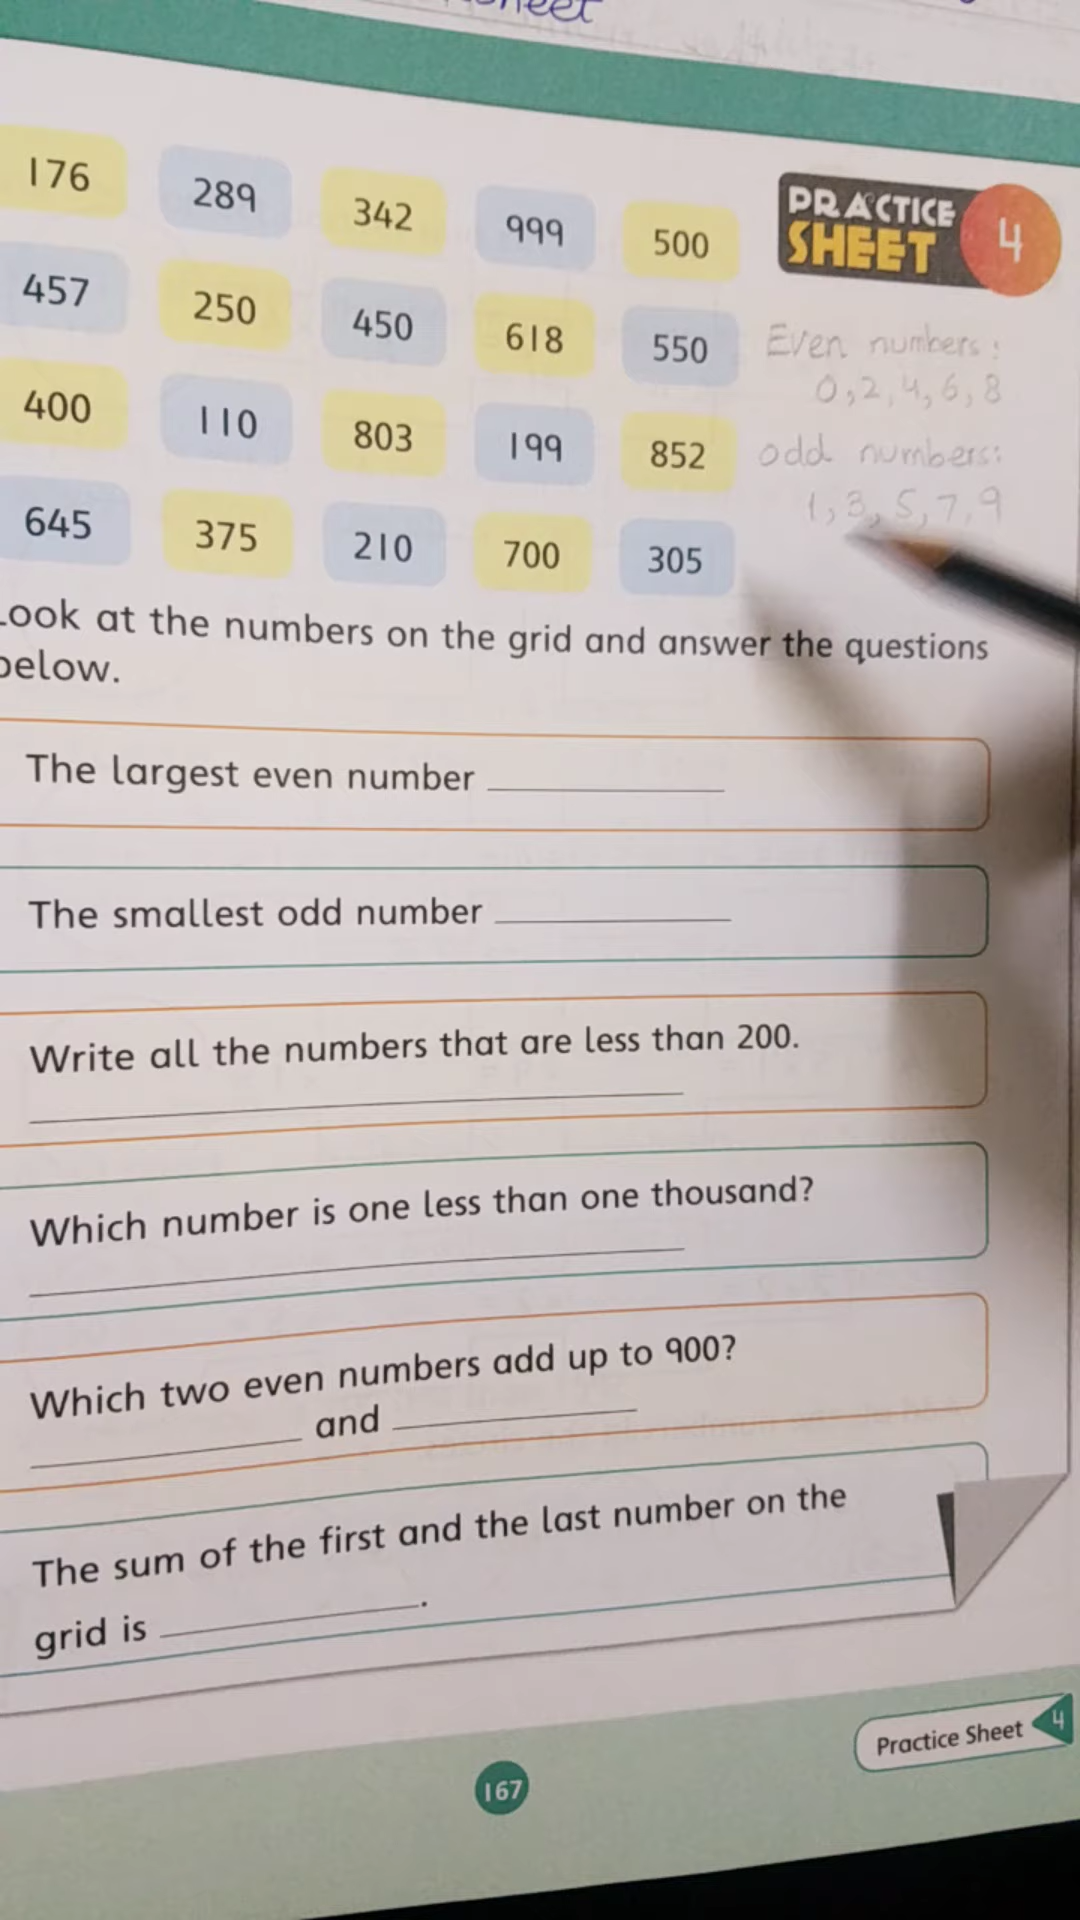 176 289 342 999 500
PRACTICE
SHEET 4
457 250 450 618 550
Even numbers:
0,2,4,6,8
400 110 803 199 852
odd numbers:
1,3,5,7,9
645 375 210 700 305
Look at the numbers on the grid and answer the questions
below.
The largest even number
The smallest odd number
Write all the numbers that are less than 200.
Which number is one less than one thousand?
Which two even numbers add up to 900?
and
The sum of the first and the last number on the
grid is .
Practice Sheet 4
167